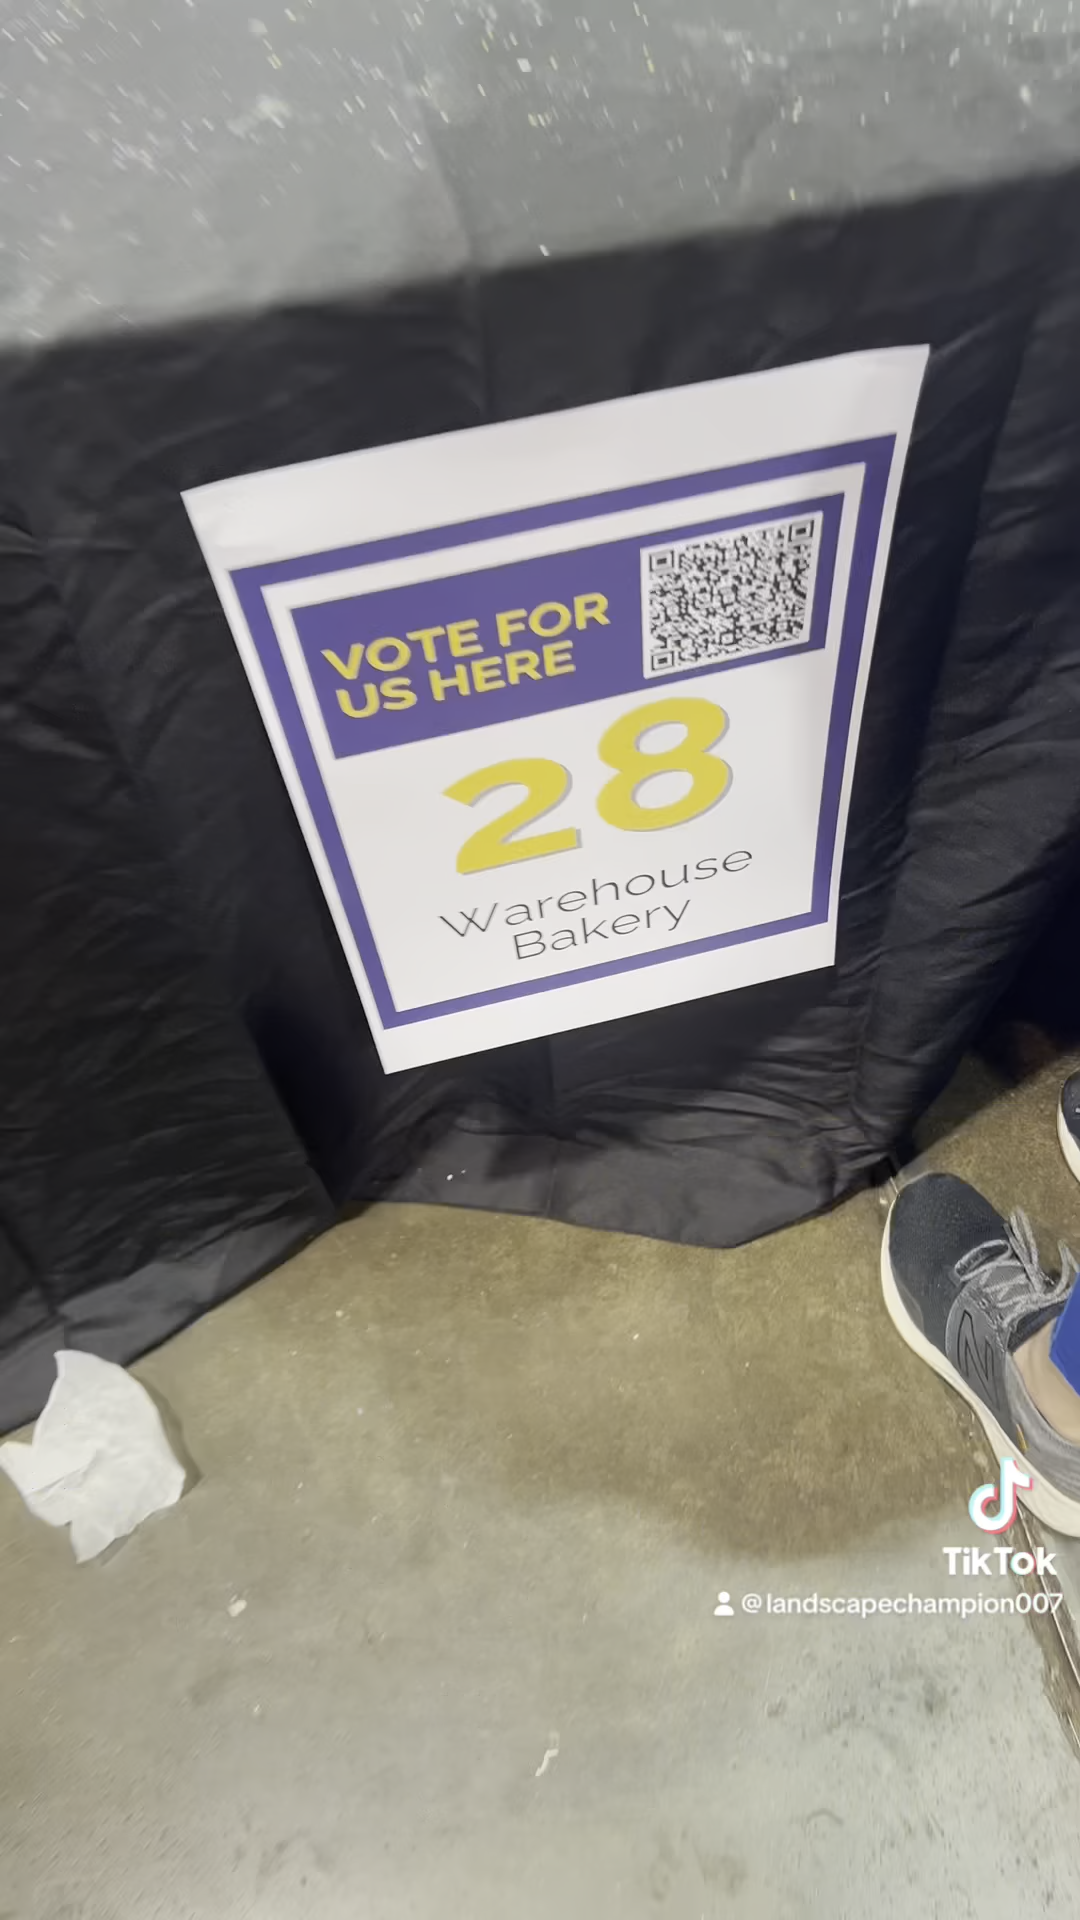 VOTE FOR
US HERE
28
Warehouse
Bakery
N
TikTok
@landscapechampion007